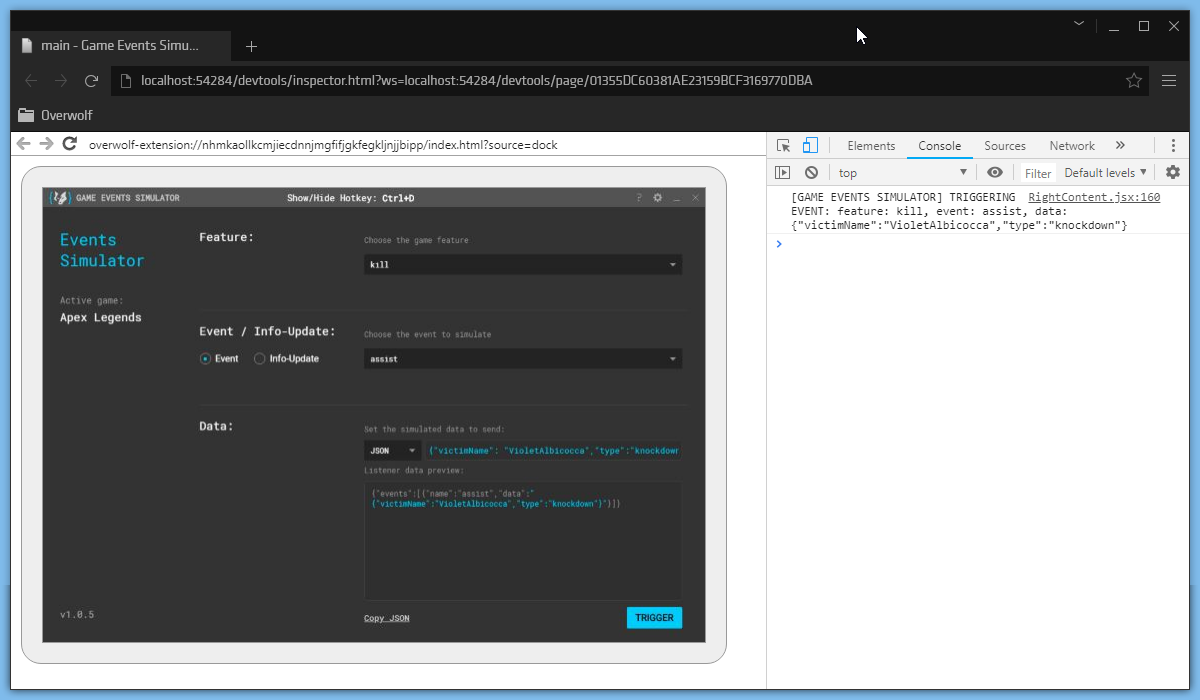 main - Game Events Simu...
localhost:54284/devtools/inspector.html?ws=localhost:54284/devtools/page/01355DC60381AE23159BCF3169770DBA
Overwolf
overwolf-extension://nhmkaollkcmjiecdnnjmgfifjgkfegkljnjjbipp/index.html?source=dock
GAME EVENTS SIMULATOR
Show/Hide Hotkey: Ctrl+D
?
Events
Simulator
Active game:
Apex Legends
v1.0.5
Feature:
Choose the game feature
kill
Event / Info-Update:
Choose the event to simulate
Event
Info-Update
assist
Data:
Set the simulated data to send:
JSON
{"victimName": "VioletAlbicocca","type":"knockdown
Listener data preview:
{"events":[{"name":"assist","data":"
{"victimName":"VioletAlbicocca","type":"knockdown"}"}]}
Copy JSON
TRIGGER
Elements Console Sources Network »
top
Filter
Default levels
[GAME EVENTS SIMULATOR] TRIGGERING RightContent.jsx:160
EVENT: feature: kill, event: assist, data:
{"victimName":"VioletAlbicocca","type":"knockdown"}